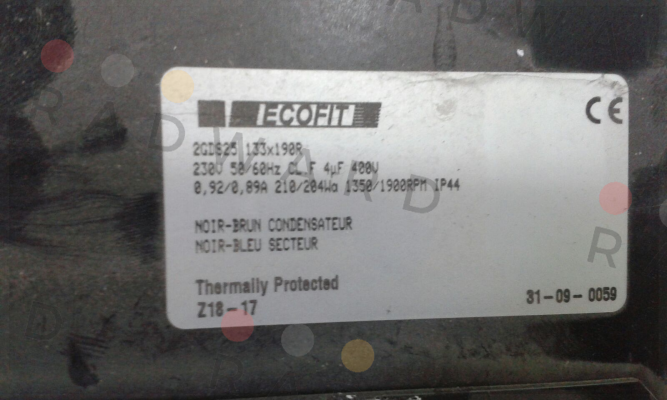 ECOFIT
CE
2GDS25 133x190R
230V 50/60Hz CL.F 4µF 400V
0,92/0,89A 210/204Wa 1350/1900RPM IP44
NOIR-BRUN CONDENSATEUR
NOIR-BLEU SECTEUR
Thermally Protected
Z18-17
31-09-0059